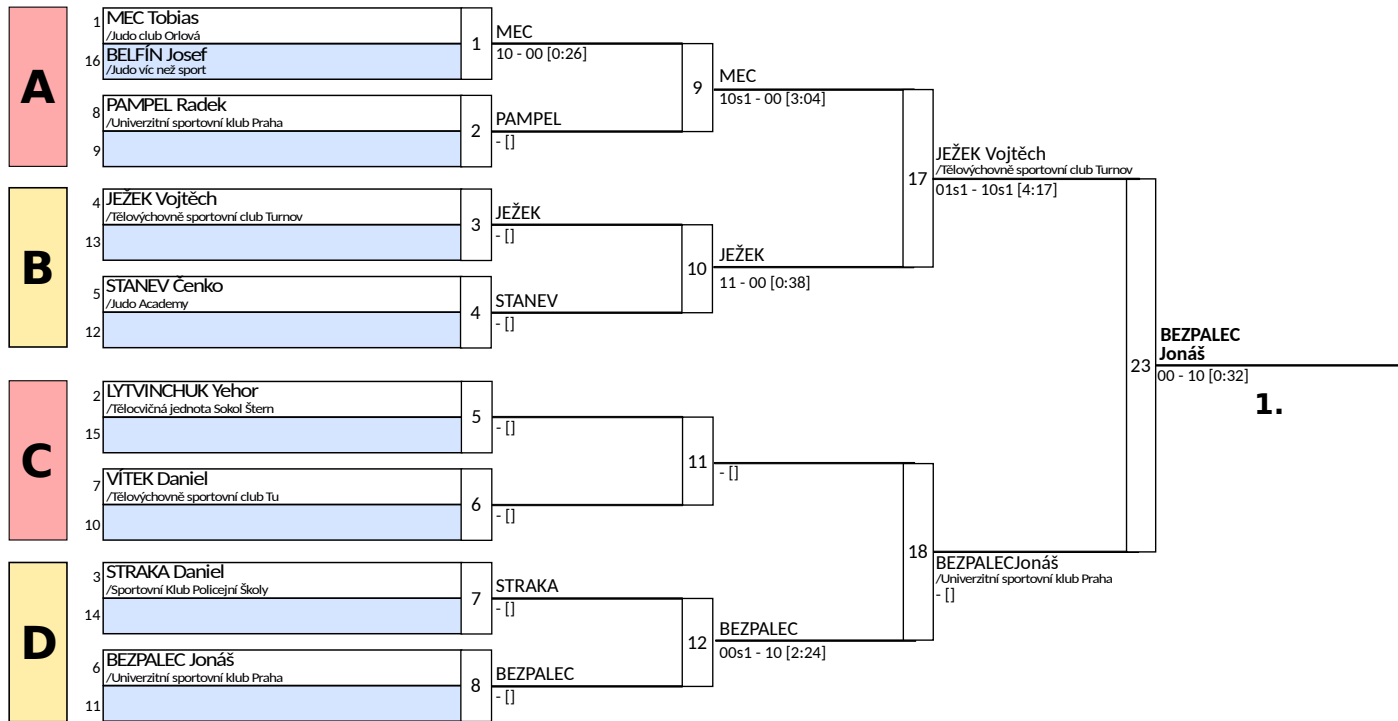 A
1
MEC Tobias
/Judo club Orlová
16
BELFÍN Josef
/Judo víc než sport
1
MEC
10 - 00 [0:26]
8
PAMPEL Radek
/Univerzitní sportovní klub Praha
9
2
PAMPEL
- []
9
MEC
10s1 - 00 [3:04]
B
4
JEŽEK Vojtěch
/Tělovýchovně sportovní club Turnov
13
3
JEŽEK
- []
5
STANEV Čenko
/Judo Academy
12
4
STANEV
- []
10
JEŽEK
11 - 00 [0:38]
17
JEŽEK Vojtěch
/Tělovýchovně sportovní club Turnov
01s1 - 10s1 [4:17]
C
2
LYTVINCHUK Yehor
/Tělocvičná jednota Sokol Štern
15
5
- []
7
VÍTEK Daniel
/Tělovýchovně sportovní club Tu
10
6
- []
11
- []
D
3
STRAKA Daniel
/Sportovní Klub Policejní Školy
14
7
STRAKA
- []
6
BEZPALEC Jonáš
/Univerzitní sportovní klub Praha
11
8
BEZPALEC
- []
12
BEZPALEC
00s1 - 10 [2:24]
18
BEZPALECJonáš
/Univerzitní sportovní klub Praha
- []
23
BEZPALEC
Jonáš
00 - 10 [0:32]
1.